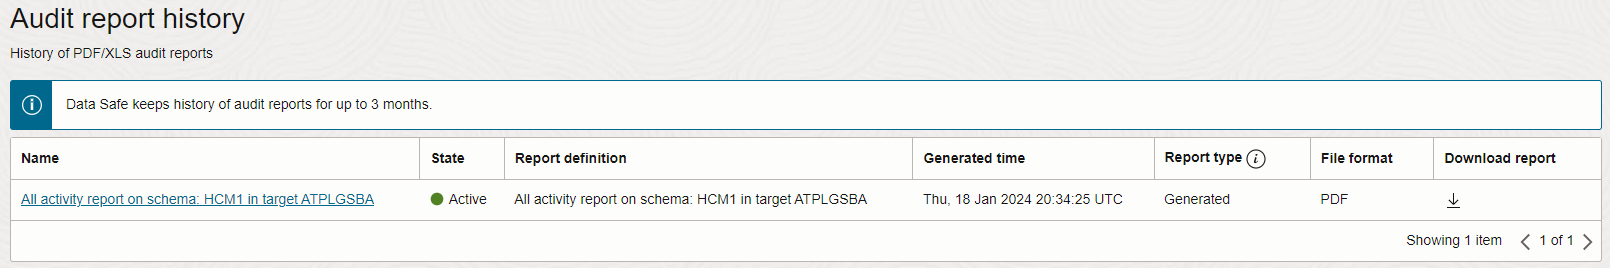 Audit report history
History of PDF/XLS audit reports
Data Safe keeps history of audit reports for up to 3 months.
Name State Report definition Generated time Report type File format Download report
All activity report on schema: HCM1 in target ATPLGSBA Active All activity report on schema: HCM1 in target ATPLGSBA Thu, 18 Jan 2024 20:34:25 UTC Generated PDF
Showing 1 item 1 of 1